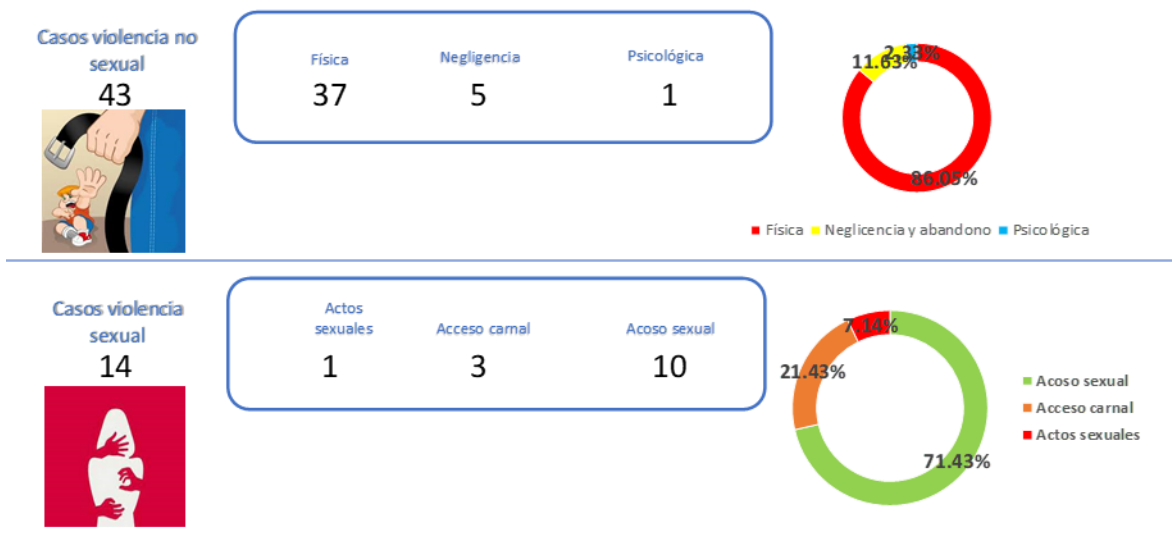 Casos violencia no
sexual
43
Física
Negligencia
Psicológica
37
5
1
2.33%
11.63%
86.05%
Física
Neglicencia y abandono
Psicológica
Casos violencia
sexual
14
Actos
sexuales
Acceso carnal
Acoso sexual
1
3
10
7.14%
21.43%
71.43%
Acoso sexual
Acceso carnal
Actos sexuales